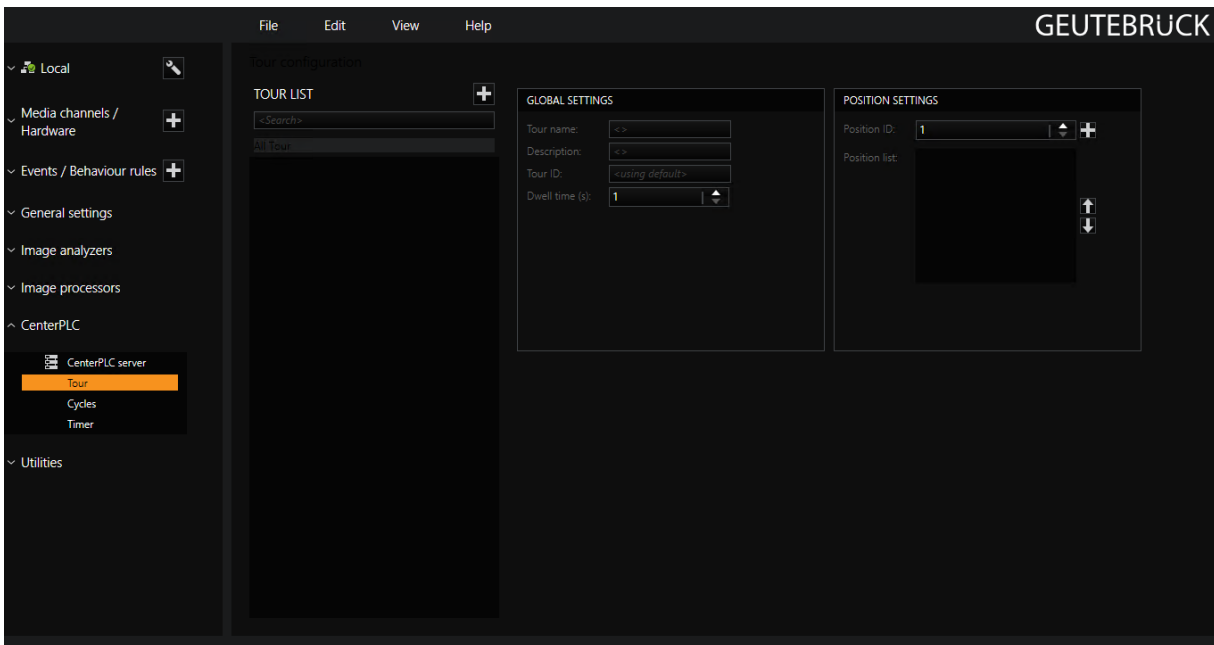 File Edit View Help
GEUTEBRÜCK
Local
Media channels /
Hardware
Events / Behaviour rules
General settings
Image analyzers
Image processors
CenterPLC
CenterPLC server
Tour
Cycles
Timer
Utilities
Tour configuration
TOUR LIST
<Search>
All Tour
GLOBAL SETTINGS
Tour name: <>
Description: <>
Tour ID: <using default>
Dwell time (s): 1
POSITION SETTINGS
Position ID: 1
Position list: